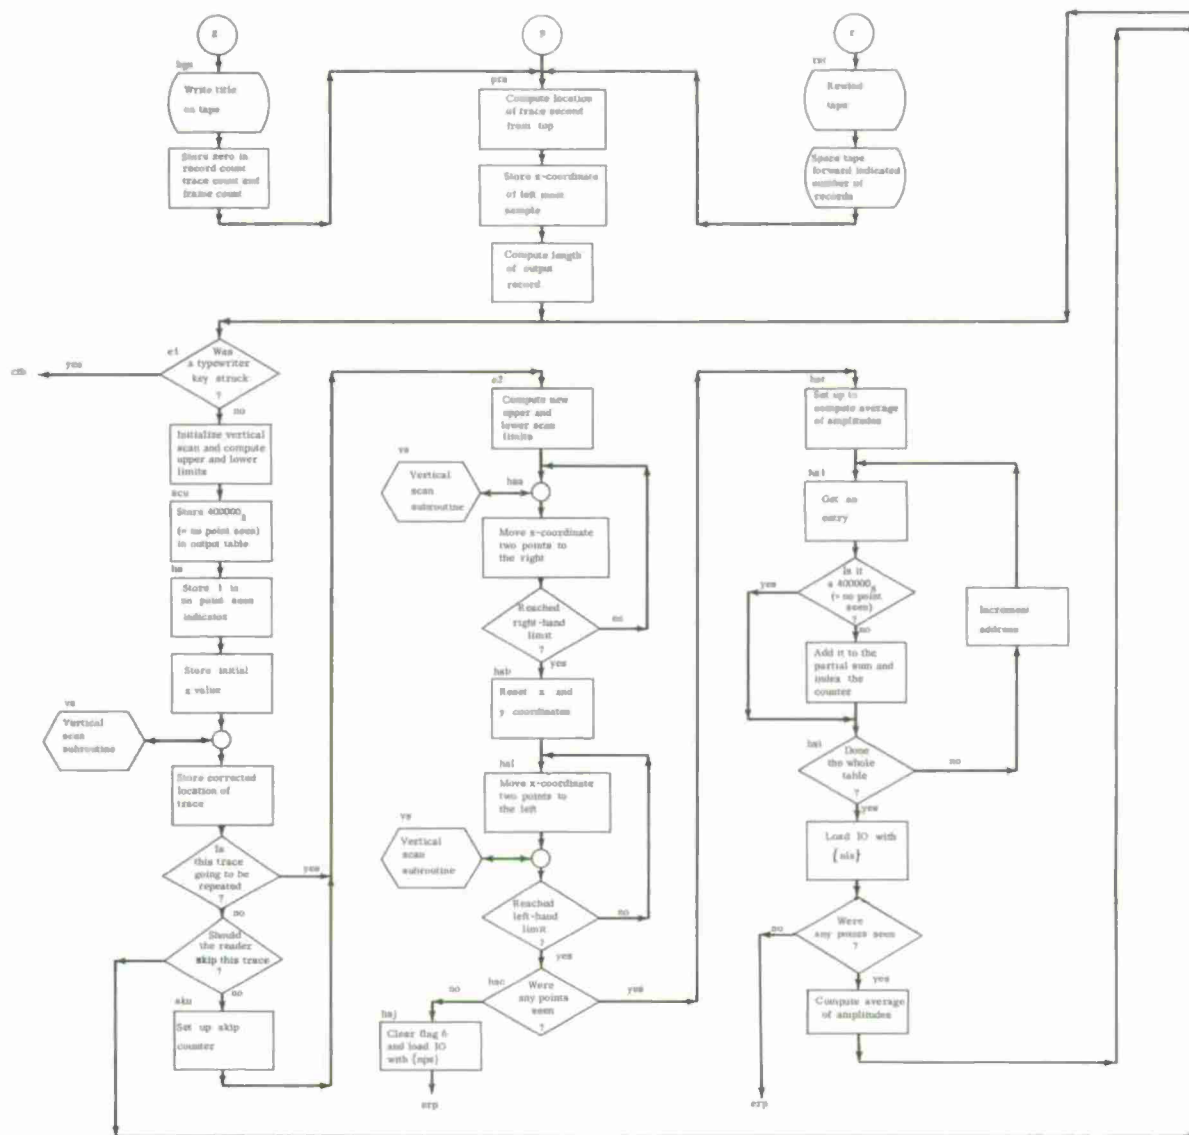 g
p
r
bgn
Write title
on tape
Store zero in
record count
trace count and
frame count
pra
Compute location
of trace second
from top
Store x-coordinate
of left most
sample
Compute length
of output
record
Rewind
tape
Space tape
forward indicated
number of
records
e1
Was
a typewriter
key struck
?
yes
no
Initialize vertical
scan and compute
upper and lower
limits
scu
Store 400000₈
(= no point seen)
in output table
ha
Store 1 in
no point seen
indicator
Store initial
x value
vs
Vertical
scan
subroutine
Store corrected
location of
trace
Is
this trace
going to be
repeated
?
yes
no
Should
the reader
skip this trace
?
no
sku
Set up skip
counter
e2
Compute new
upper and
lower scan
limits
vs
Vertical
scan
subroutine
haa
Move x-coordinate
two points to
the right
Reached
right-hand
limit
?
no
yes
hab
Reset x and
y coordinates
hal
Move x-coordinate
two points to
the left
vs
Vertical
scan
subroutine
Reached
left-hand
limit
?
no
yes
hac
Were
any points
seen
?
no
yes
haj
Clear flag 6
and load IO
with (nps)
erp
Set up to
compute average
of amplitudes
hs1
Get an
entry
Is it
a 400000₈
(= no point
seen)
?
yes
no
Add it to the
partial sum and
index the
counter
Increment
address
hsi
Done
the whole
table
?
no
yes
Load IO with
Were
any points seen
?
no
yes
Compute average
of amplitudes
erp